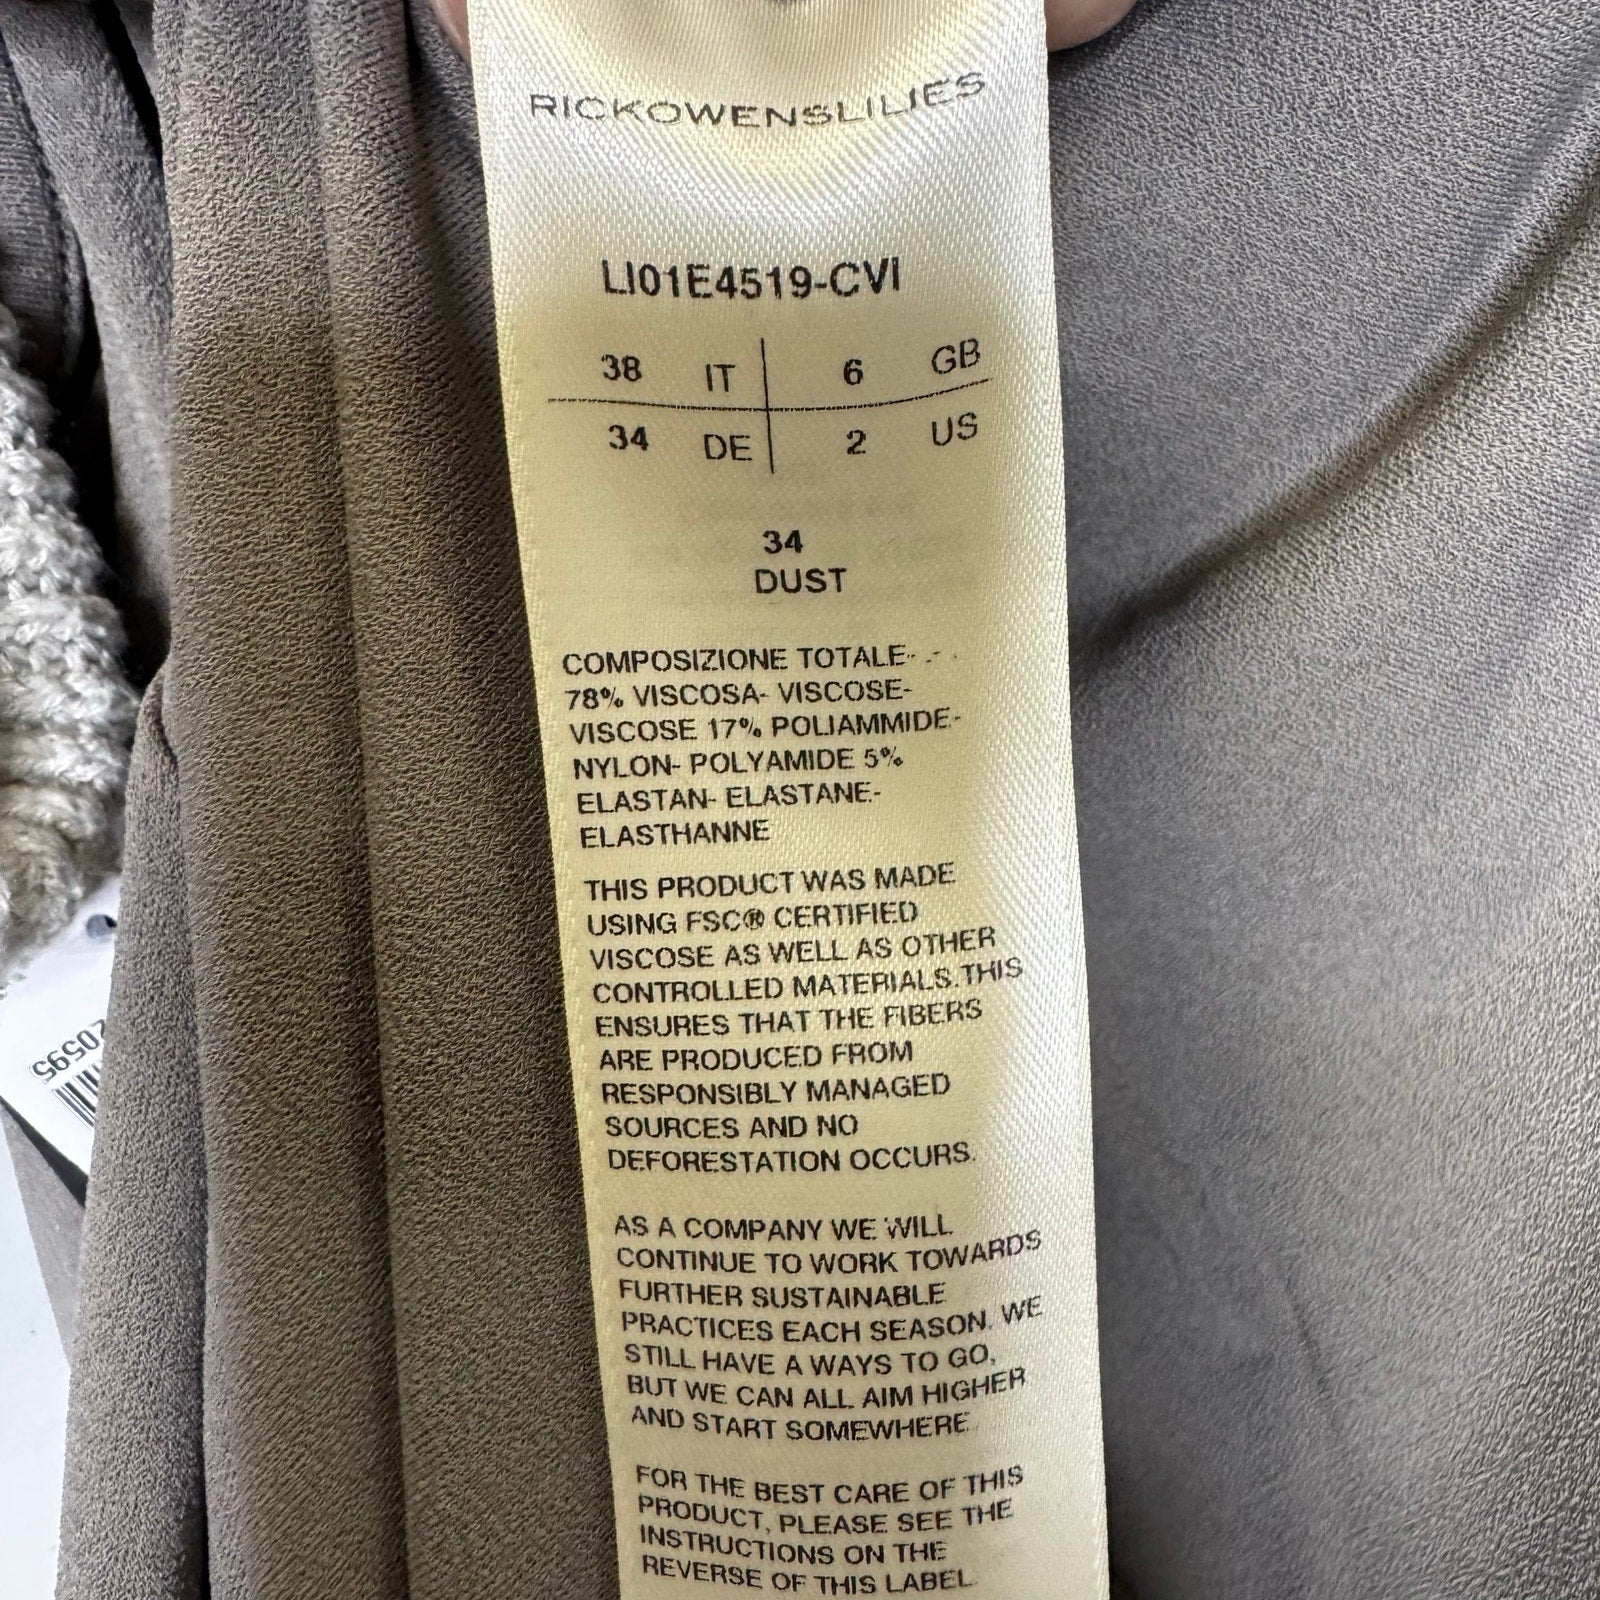 RICKOWENSLILIES
LI01E4519-CVI
38 IT 6 GB
34 DE 2 US
34
DUST
COMPOSIZIONE TOTALE- -
78% VISCOSA- VISCOSE-
VISCOSE 17% POLIAMMIDE-
NYLON- POLYAMIDE 5%
ELASTAN- ELASTANE-
ELASTHANNE
THIS PRODUCT WAS MADE
USING FSC® CERTIFIED
VISCOSE AS WELL AS OTHER
CONTROLLED MATERIALS.THIS
ENSURES THAT THE FIBERS
ARE PRODUCED FROM
RESPONSIBLY MANAGED
SOURCES AND NO
DEFORESTATION OCCURS.
AS A COMPANY WE WILL
CONTINUE TO WORK TOWARDS
FURTHER SUSTAINABLE
PRACTICES EACH SEASON. WE
STILL HAVE A WAYS TO GO,
BUT WE CAN ALL AIM HIGHER
AND START SOMEWHERE
FOR THE BEST CARE OF THIS
PRODUCT, PLEASE SEE THE
INSTRUCTIONS ON THE
REVERSE OF THIS LABEL